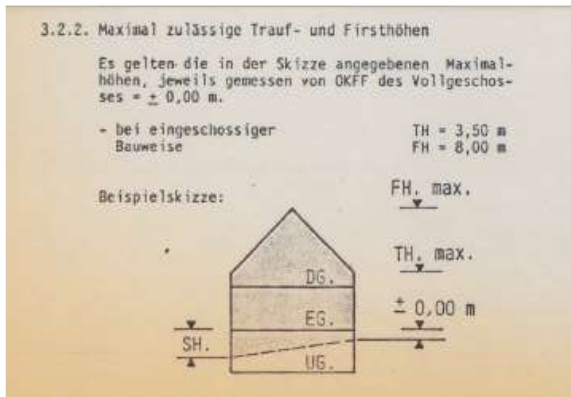 3.2.2. Maximal zulässige Trauf- und Firsthöhen
Es gelten die in der Skizze angegebenen Maximal-
höhen, jeweils gemessen von OKFF des Vollgeschos-
ses = ± 0,00 m.
- bei eingeschossiger TH = 3,50 m
Bauweise FH = 8,00 m
Beispielskizze:
FH. max.
TH. max.
DG.
± 0,00 m
EG.
SH.
UG.